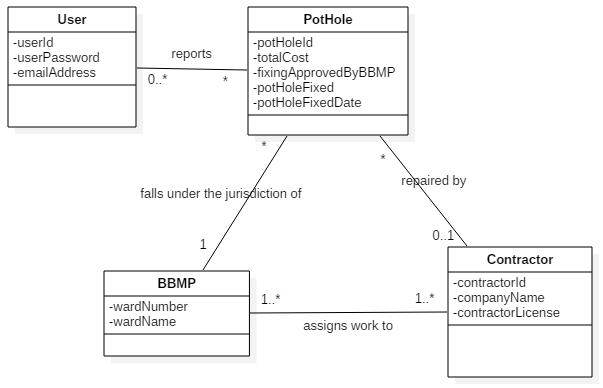 User
-userId
-userPassword
-emailAddress
reports
0..*
*
PotHole
-potHoleId
-totalCost
-fixingApprovedByBBMP
-potHoleFixed
-potHoleFixedDate
*
*
falls under the jurisdiction of
repaired by
1
0..1
BBMP
-wardNumber
-wardName
1..*
1..*
assigns work to
Contractor
-contractorId
-companyName
-contractorLicense